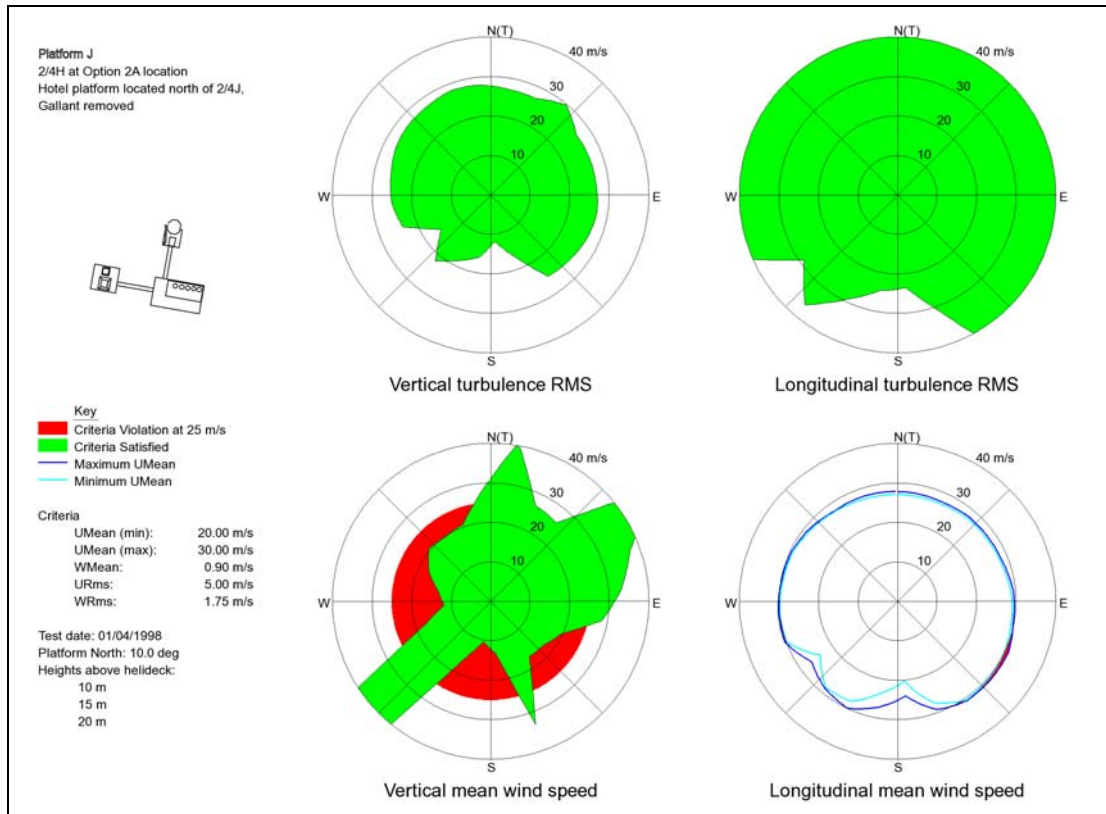 Platform J
2/4H at Option 2A location
Hotel platform located north of 2/4J,
Gallant removed
N(T)
40 m/s
30
20
10
W
E
S
Vertical turbulence RMS
N(T)
40 m/s
30
20
10
W
E
S
Longitudinal turbulence RMS
Key
Criteria Violation at 25 m/s
Criteria Satisfied
Maximum UMean
Minimum UMean
Criteria
UMean (min): 20.00 m/s
UMean (max): 30.00 m/s
WMean: 0.90 m/s
URms: 5.00 m/s
WRms: 1.75 m/s
Test date: 01/04/1998
Platform North: 10.0 deg
Heights above helideck:
10 m
15 m
20 m
N(T)
40 m/s
30
20
10
W
E
S
Vertical mean wind speed
N(T)
40 m/s
30
20
10
W
E
S
Longitudinal mean wind speed